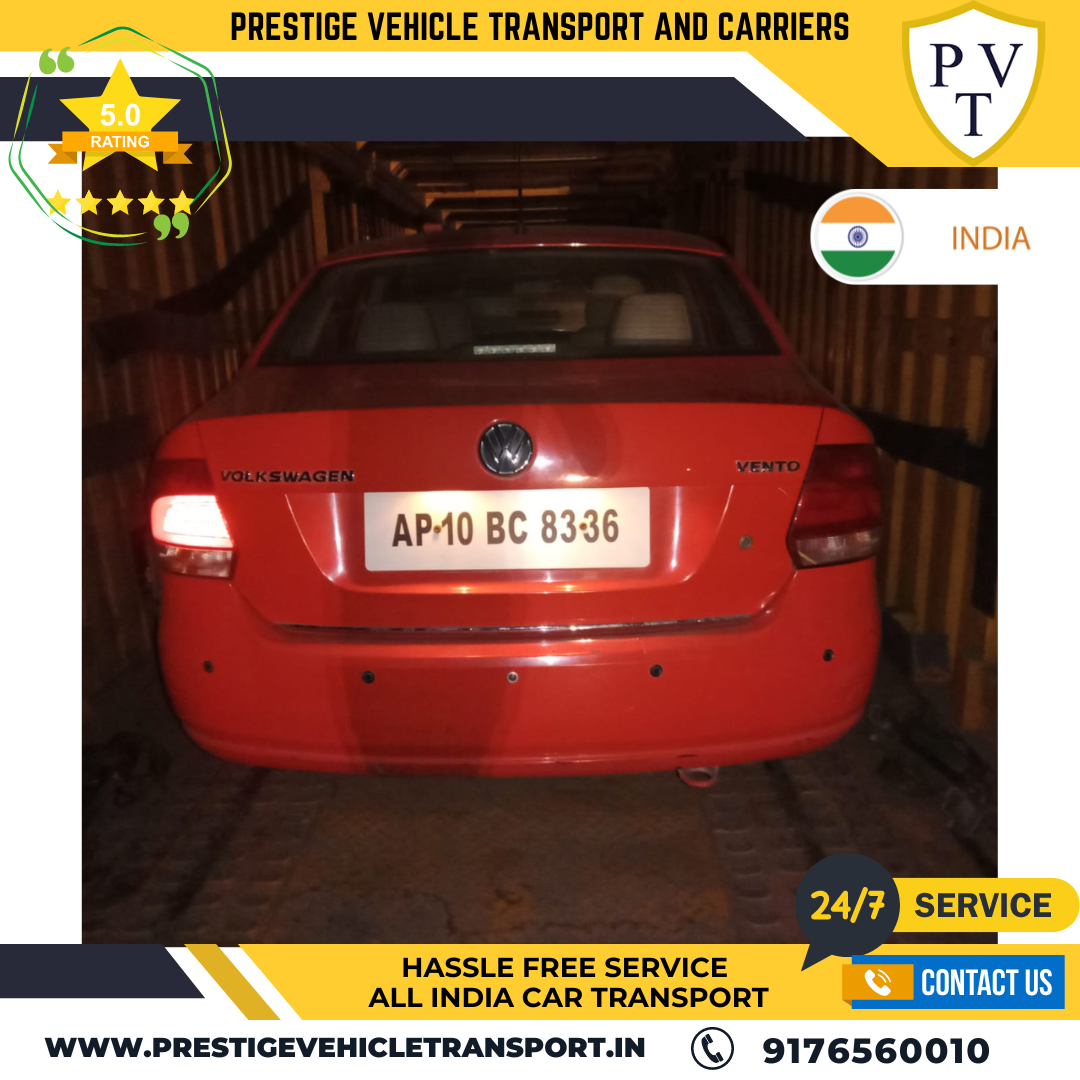 PRESTIGE VEHICLE TRANSPORT AND CARRIERS
P V
T
5.0
RATING
INDIA
VOLKSWAGEN
VENTO
AP 10 BC 8336
24/7 SERVICE
HASSLE FREE SERVICE
ALL INDIA CAR TRANSPORT
CONTACT US
WWW.PRESTIGEVEHICLETRANSPORT.IN
9176560010